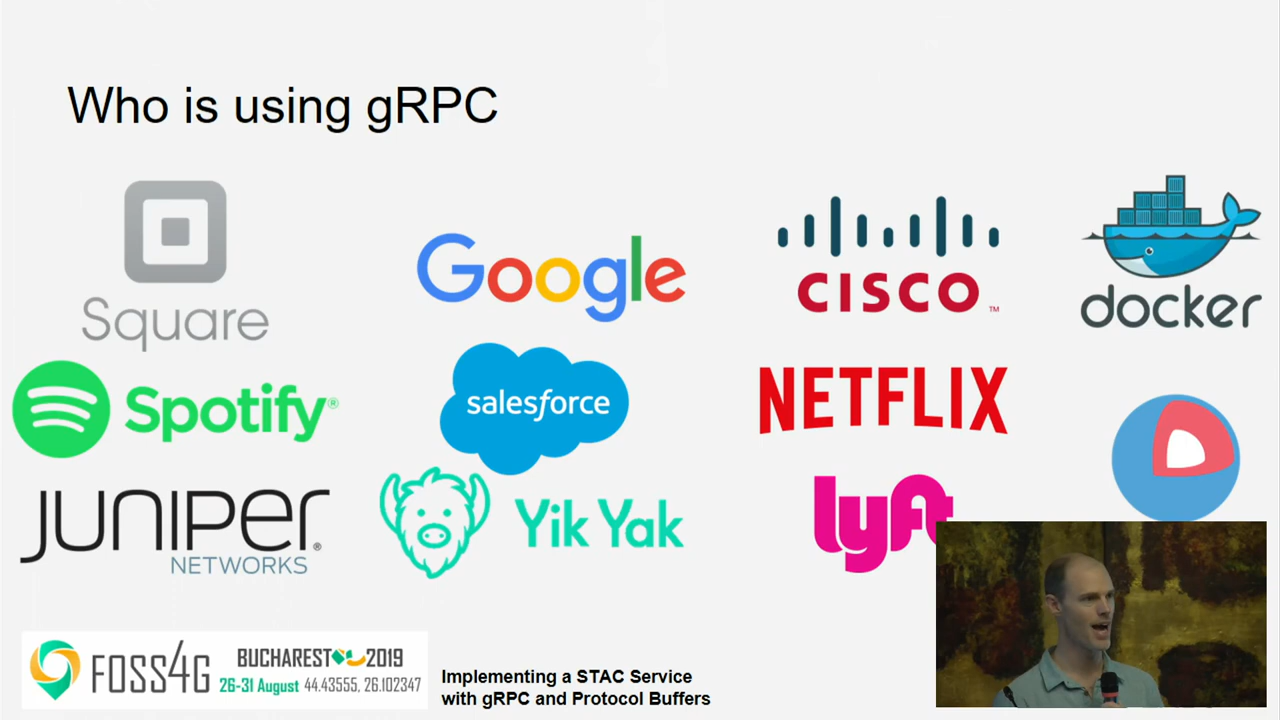 Who is using gRPC
Square
Google
CISCO™
docker
Spotify®
salesforce
NETFLIX
JUNIPer®
NETWORKS
Yik Yak
lyft
FOSS4G
BUCHAREST 2019
26-31 August 44.43555, 26.102347
Implementing a STAC Service
with gRPC and Protocol Buffers